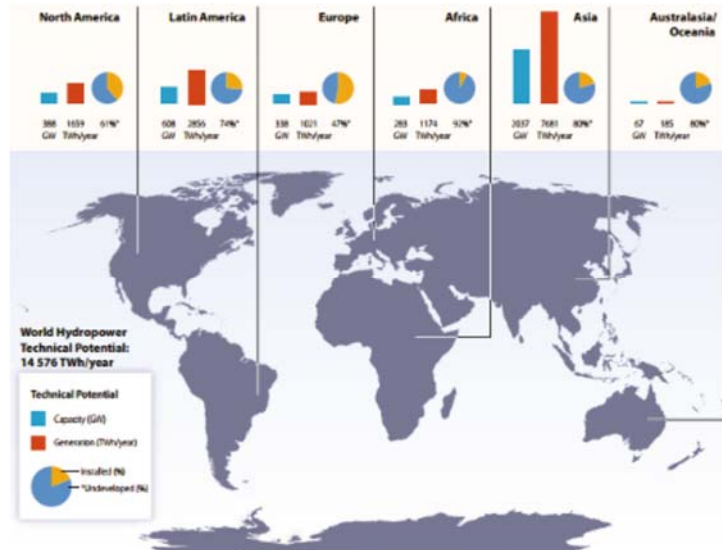 North America
Latin America
Europe
Africa
Asia
Australasia/
Oceania
388 1659 61%*
GW TWh/year
608 2856 74%*
GW TWh/year
338 1021 47%*
GW TWh/year
283 1174 92%*
GW TWh/year
2037 7681 80%*
GW TWh/year
67 185 80%*
GW TWh/year
World Hydropower
Technical Potential:
14 576 TWh/year
Technical Potential
Capacity (GW)
Generation (TWh/year)
Installed (%)
*Undeveloped (%)